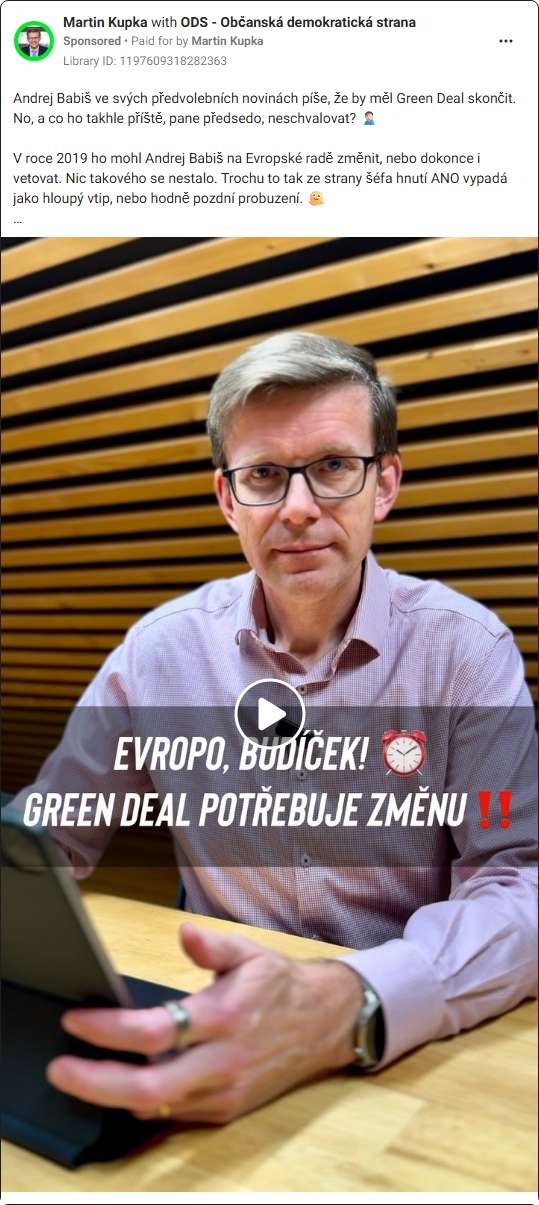 Martin Kupka with ODS - Občanská demokratická strana
Sponsored • Paid for by Martin Kupka
Library ID: 1197609318282363
Andrej Babiš ve svých předvolebních novinách píše, že by měl Green Deal skončit.
No, a co ho takhle příště, pane předsedo, neschvalovat? 🤦🏻‍♂️
V roce 2019 ho mohl Andrej Babiš na Evropské radě změnit, nebo dokonce i
vetovat. Nic takového se nestalo. Trochu to tak ze strany šéfa hnutí ANO vypadá
jako hloupý vtip, nebo hodně pozdní probuzení. 🫠
...
EVROPO, BUDÍČEK! ⏰
GREEN DEAL POTŘEBUJE ZMĚNU ‼️